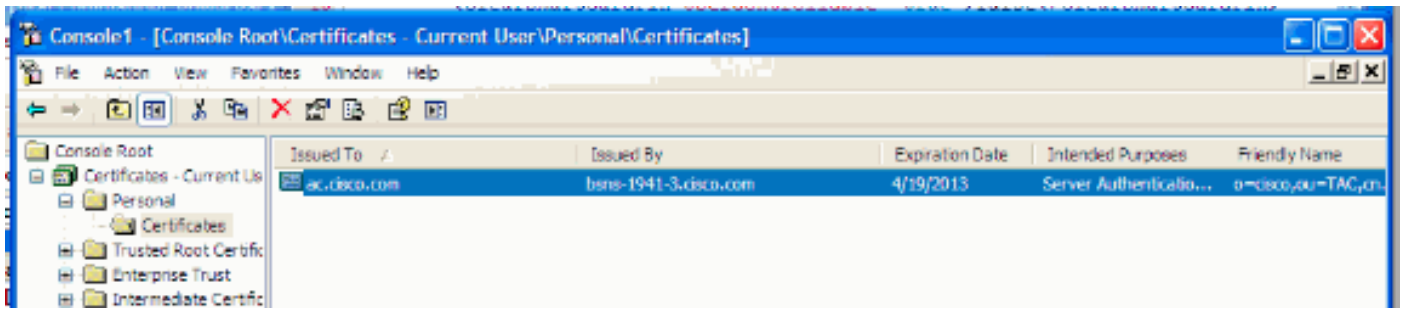 Console1 - [Console Root\Certificates - Current User\Personal\Certificates]
File Action View Favorites Window Help
Console Root
Issued To Issued By Expiration Date Intended Purposes Friendly Name
Certificates - Current Us
ac.cisco.com bsns-1941-3.cisco.com 4/19/2013 Server Authenticatio... o=cisco,ou=TAC,cn.
Personal
Certificates
Trusted Root Certific
Enterprise Trust
Intermediate Certific